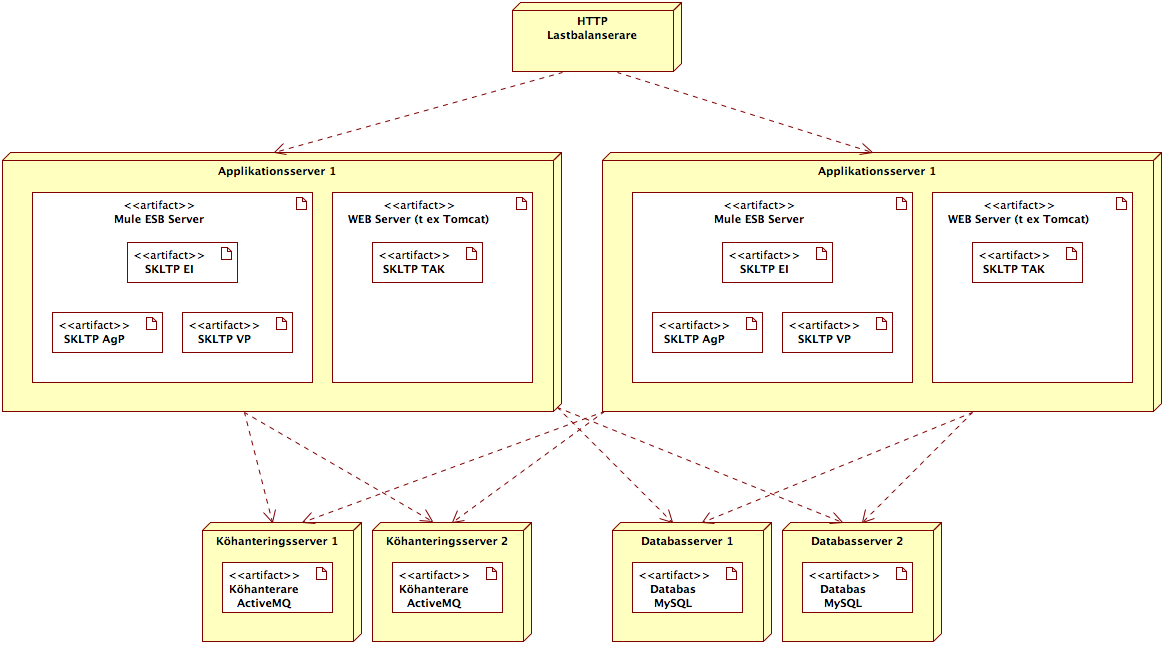 HTTP
Lastbalanserare
Applikationsserver 1
<<artifact>>
Mule ESB Server
<<artifact>>
SKLTP EI
<<artifact>>
SKLTP AgP
<<artifact>>
SKLTP VP
<<artifact>>
WEB Server (t ex Tomcat)
<<artifact>>
SKLTP TAK
Applikationsserver 1
<<artifact>>
Mule ESB Server
<<artifact>>
SKLTP EI
<<artifact>>
SKLTP AgP
<<artifact>>
SKLTP VP
<<artifact>>
WEB Server (t ex Tomcat)
<<artifact>>
SKLTP TAK
Köhanteringsserver 1
<<artifact>>
Köhanterare
ActiveMQ
Köhanteringsserver 2
<<artifact>>
Köhanterare
ActiveMQ
Databasserver 1
<<artifact>>
Databas
MySQL
Databasserver 2
<<artifact>>
Databas
MySQL